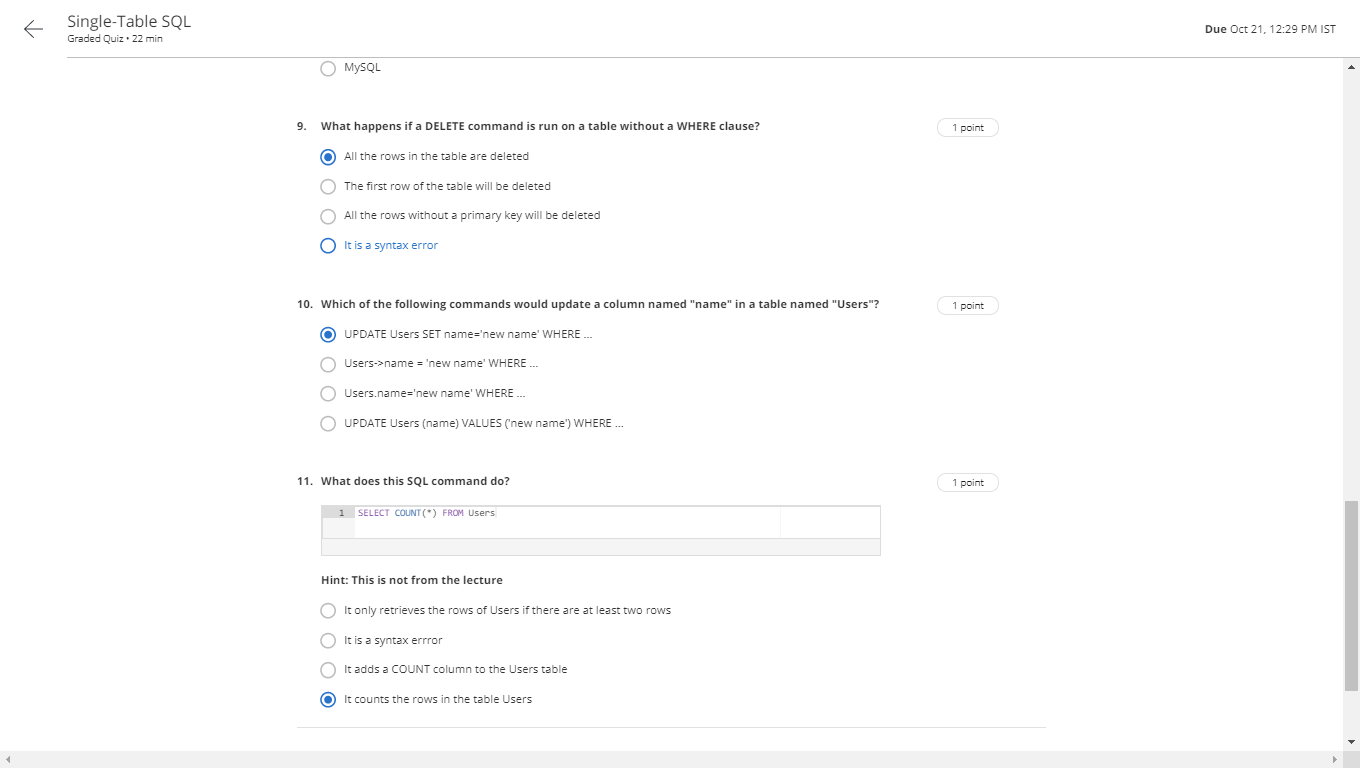 Single-Table SQL
Graded Quiz • 22 min
Due Oct 21, 12:29 PM IST
MySQL
9. What happens if a DELETE command is run on a table without a WHERE clause?
1 point
All the rows in the table are deleted
The first row of the table will be deleted
All the rows without a primary key will be deleted
It is a syntax error
10. Which of the following commands would update a column named "name" in a table named "Users"?
1 point
UPDATE Users SET name='new name' WHERE ...
Users->name = 'new name' WHERE ...
Users.name='new name' WHERE ...
UPDATE Users (name) VALUES ('new name') WHERE ...
11. What does this SQL command do?
1 point
1 SELECT COUNT(*) FROM Users
Hint: This is not from the lecture
It only retrieves the rows of Users if there are at least two rows
It is a syntax errror
It adds a COUNT column to the Users table
It counts the rows in the table Users